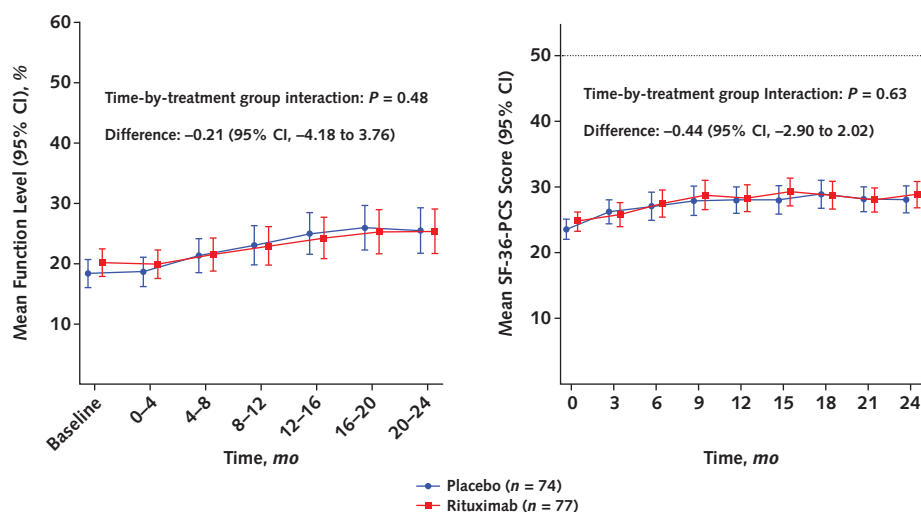 Mean Function Level (95% CI), %
60
50
40
30
20
10
Time-by-treatment group interaction: P = 0.48
Difference: –0.21 (95% CI, –4.18 to 3.76)
Baseline
0–4
4–8
8–12
12–16
16–20
20–24
Time, mo
Mean SF-36-PCS Score (95% CI)
50
40
30
20
10
Time-by-treatment group Interaction: P = 0.63
Difference: –0.44 (95% CI, –2.90 to 2.02)
0 3 6 9 12 15 18 21 24
Time, mo
Placebo (n = 74)
Rituximab (n = 77)